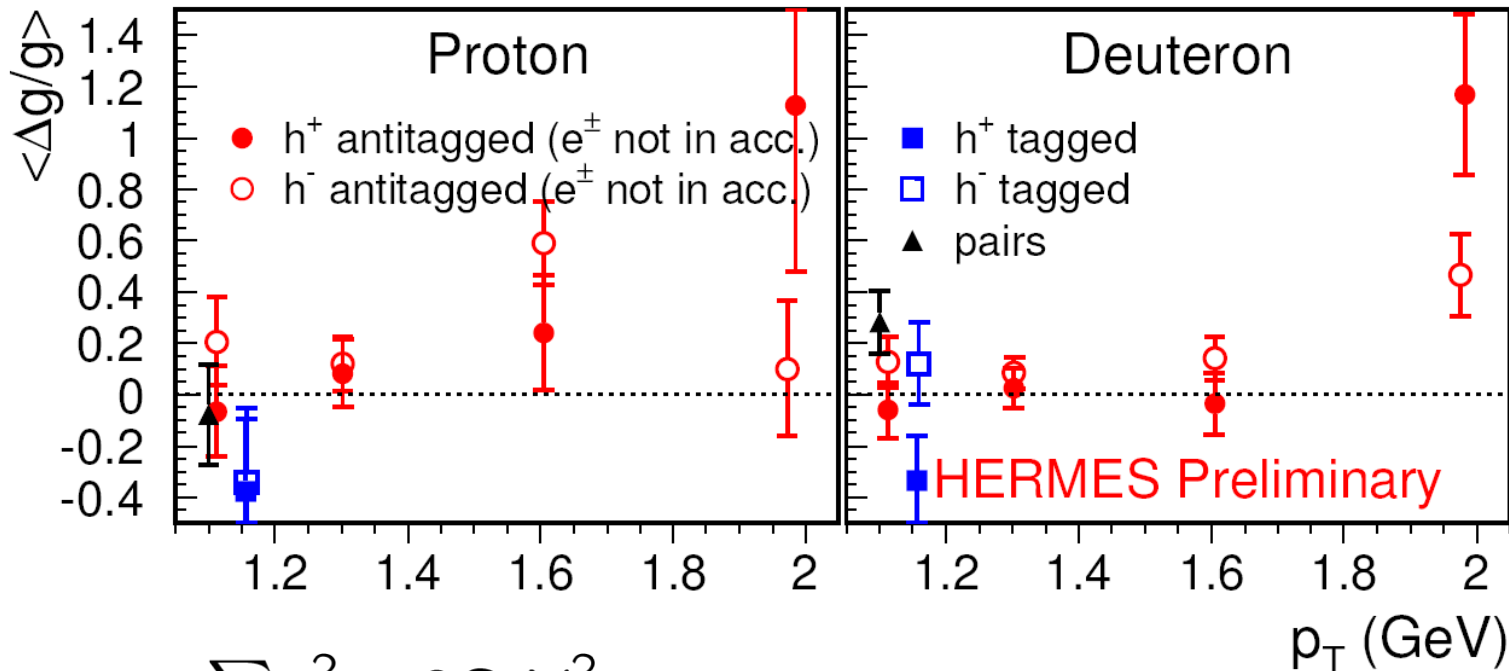 <Δg/g>
Proton
Deuteron
1.4
1.2
1
0.8
0.6
0.4
0.2
0
-0.2
-0.4
h⁺ antitagged (e± not in acc.)
h⁻ antitagged (e± not in acc.)
h⁺ tagged
h⁻ tagged
pairs
HERMES Preliminary
1.2 1.4 1.6 1.8 2
1.2 1.4 1.6 1.8 2
p_T (GeV)